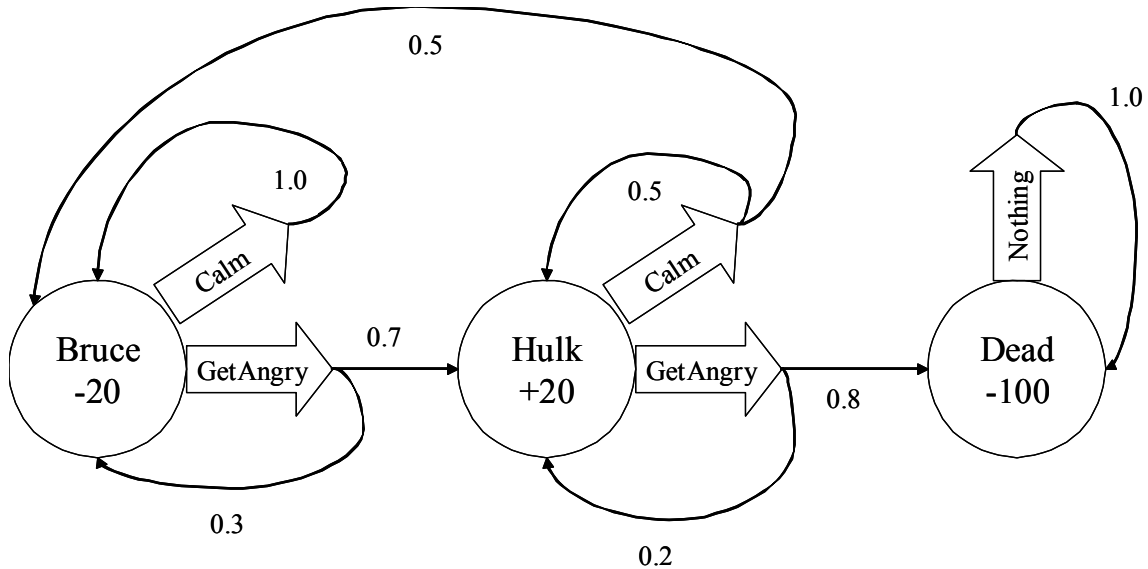 0.5
1.0
0.5
1.0
Calm
Calm
Nothing
Bruce
-20
GetAngry
0.7
Hulk
+20
GetAngry
0.8
Dead
-100
0.3
0.2